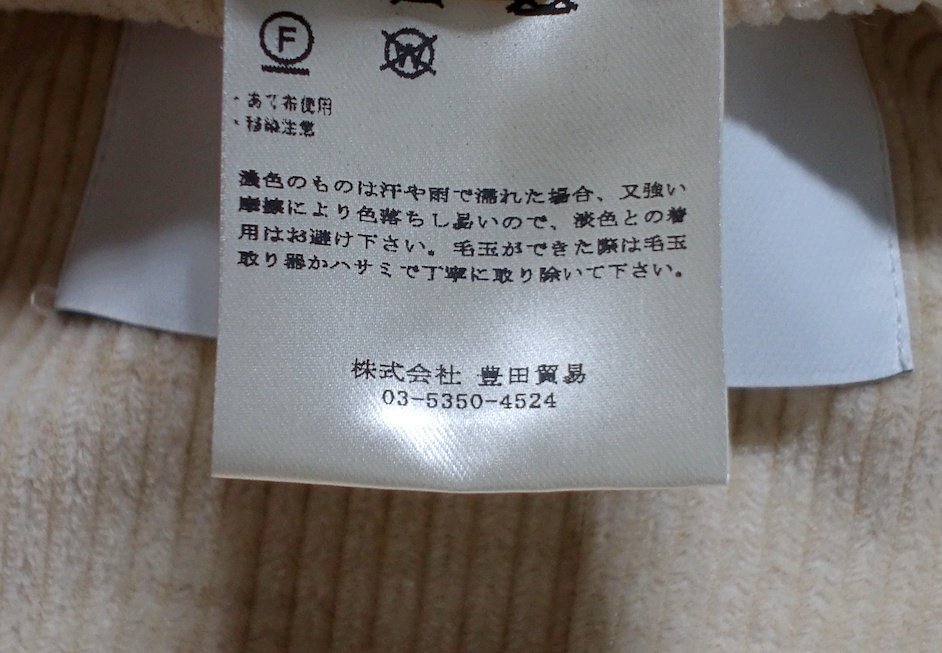 F
W
・あて布使用
・移染注意
濃色のものは汗や雨で濡れた場合、又強い
摩擦により色落ちし易いので、淡色との着
用はお避け下さい。毛玉ができた際は毛玉
取り器かハサミで丁寧に取り除いて下さい。
株式会社 豊田貿易
03-5350-4524